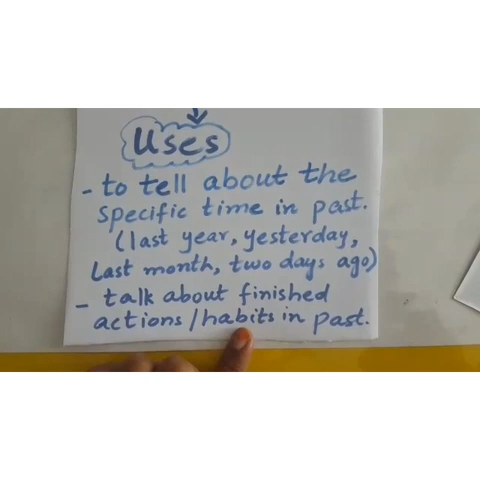 Uses
- to tell about the
specific time in past.
(last year, yesterday,
Last month, two days ago)
- talk about finished
actions/habits in past.